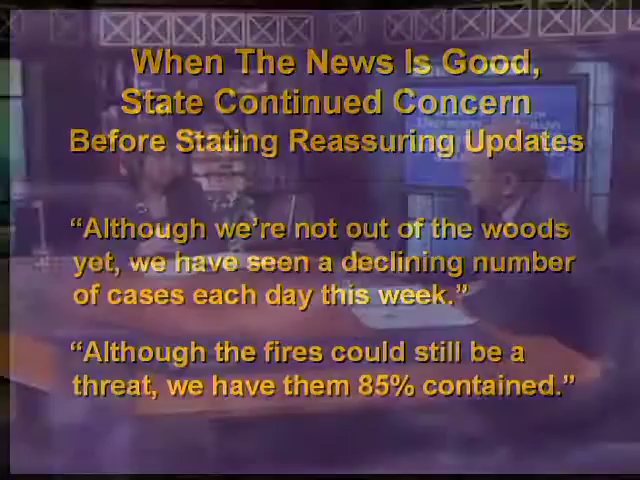 When The News Is Good,
State Continued Concern
Before Stating Reassuring Updates
“Although we’re not out of the woods
yet, we have seen a declining number
of cases each day this week.”
“Although the fires could still be a
threat, we have them 85% contained.”